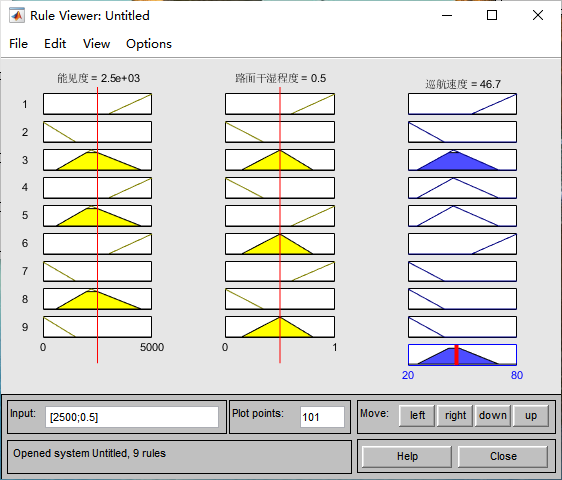 Rule Viewer: Untitled
File Edit View Options
能见度 = 2.5e+03
路面干湿程度 = 0.5
巡航速度 = 46.7
1
2
3
4
5
6
7
8
9
0 5000
0 1
20 80
Input: [2500;0.5]
Plot points: 101
Move: left right down up
Opened system Untitled, 9 rules
Help Close